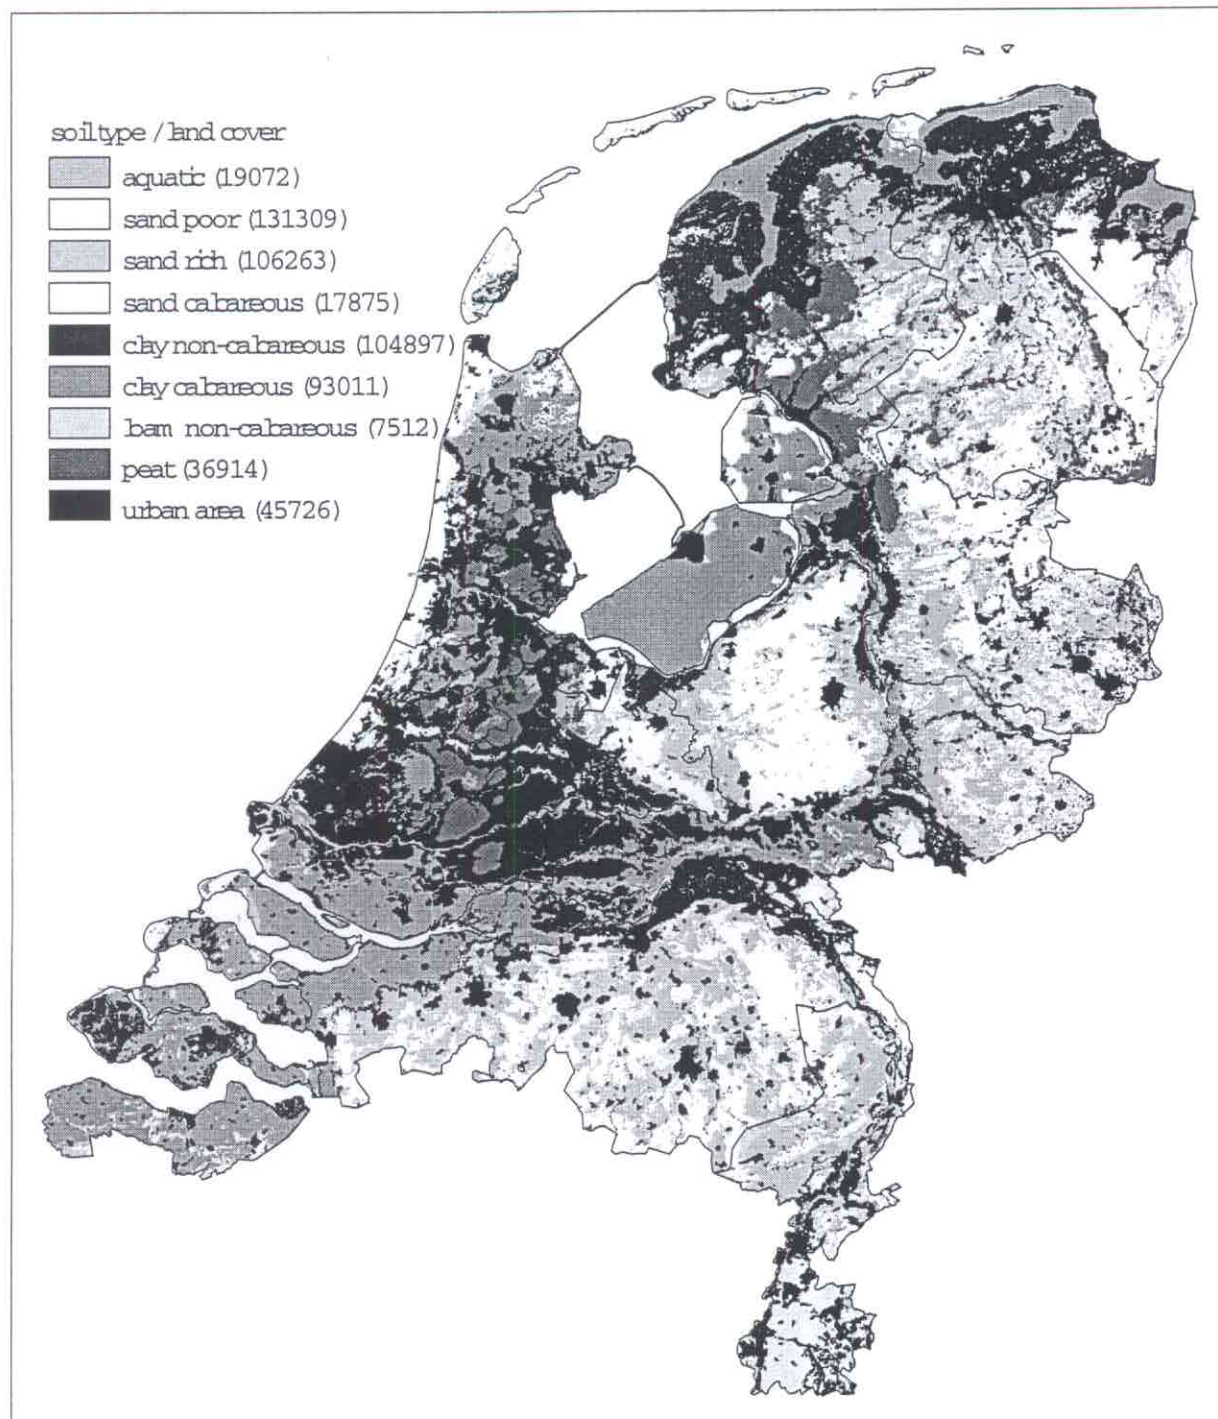 soiltype / land cover
aquatic (19072)
sand poor (131309)
sand rich (106263)
sand calcareous (17875)
clay non-calcareous (104897)
clay calcareous (93011)
loam non-calcareous (7512)
peat (36914)
urban area (45726)